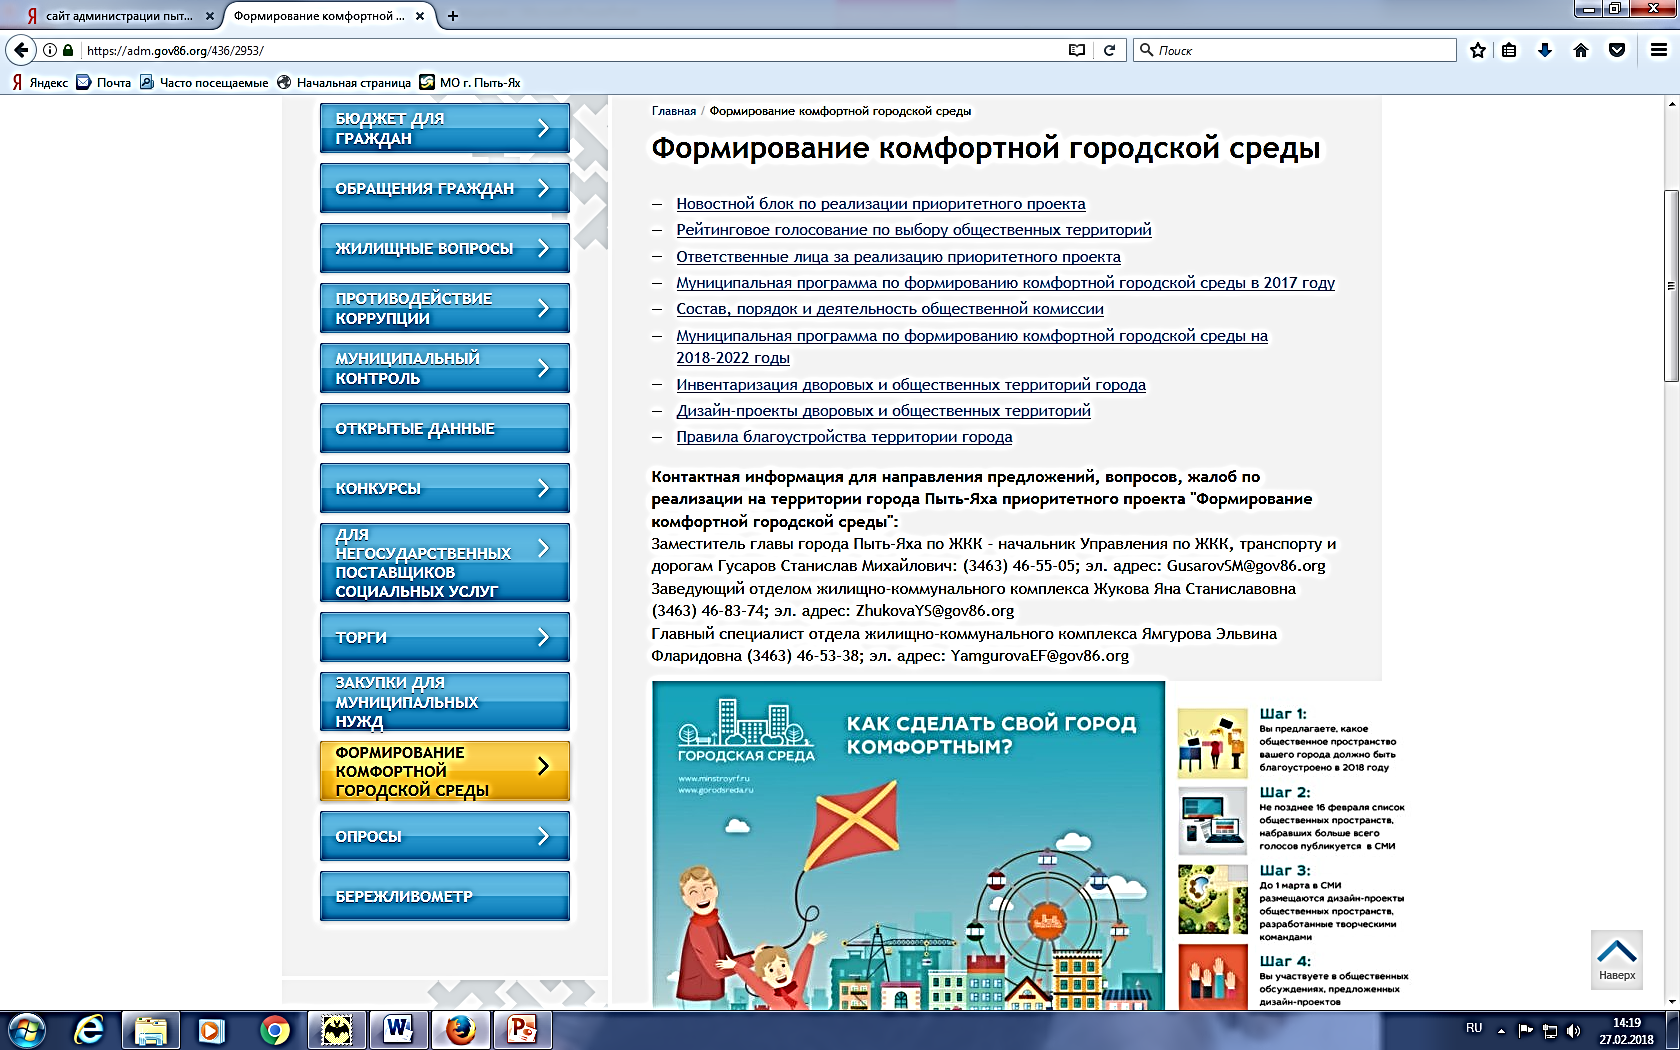 сайт администрации пыт...
Формирование комфортной ...
https://adm.gov86.org/436/2953/
Поиск
Яндекс
Почта
Часто посещаемые
Начальная страница
МО г. Пыть-Ях
БЮДЖЕТ ДЛЯ
ГРАЖДАН
ОБРАЩЕНИЯ ГРАЖДАН
ЖИЛИЩНЫЕ ВОПРОСЫ
ПРОТИВОДЕЙСТВИЕ
КОРРУПЦИИ
МУНИЦИПАЛЬНЫЙ
КОНТРОЛЬ
ОТКРЫТЫЕ ДАННЫЕ
КОНКУРСЫ
ДЛЯ
НЕГОСУДАРСТВЕННЫХ
ПОСТАВЩИКОВ
СОЦИАЛЬНЫХ УСЛУГ
ТОРГИ
ЗАКУПКИ ДЛЯ
МУНИЦИПАЛЬНЫХ
НУЖД
ФОРМИРОВАНИЕ
КОМФОРТНОЙ
ГОРОДСКОЙ СРЕДЫ
ОПРОСЫ
БЕРЕЖЛИВОМЕТР
Главная / Формирование комфортной городской среды
Формирование комфортной городской среды
– Новостной блок по реализации приоритетного проекта
– Рейтинговое голосование по выбору общественных территорий
– Ответственные лица за реализацию приоритетного проекта
– Муниципальная программа по формированию комфортной городской среды в 2017 году
– Состав, порядок и деятельность общественной комиссии
– Муниципальная программа по формированию комфортной городской среды на
2018-2022 годы
– Инвентаризация дворовых и общественных территорий города
– Дизайн-проекты дворовых и общественных территорий
– Правила благоустройства территории города
Контактная информация для направления предложений, вопросов, жалоб по
реализации на территории города Пыть-Яха приоритетного проекта "Формирование
комфортной городской среды":
Заместитель главы города Пыть-Яха по ЖКК - начальник Управления по ЖКК, транспорту и
дорогам Гусаров Станислав Михайлович: (3463) 46-55-05; эл. адрес: GusarovSM@gov86.org
Заведующий отделом жилищно-коммунального комплекса Жукова Яна Станиславовна
(3463) 46-83-74; эл. адрес: ZhukovaYS@gov86.org
Главный специалист отдела жилищно-коммунального комплекса Ямгурова Эльвина
Фларидовна (3463) 46-53-38; эл. адрес: YamgurovaEF@gov86.org
ГОРОДСКАЯ СРЕДА
www.minstroyrf.ru
www.gorodsreda.ru
КАК СДЕЛАТЬ СВОЙ ГОРОД
КОМФОРТНЫМ?
Шаг 1:
Вы предлагаете, какое
общественное пространство
вашего города должно быть
благоустроено в 2018 году
Шаг 2:
Не позднее 16 февраля список
общественных пространств,
набравших больше всего
голосов публикуется в СМИ
Шаг 3:
До 1 марта в СМИ
размещаются дизайн-проекты
общественных пространств,
разработанные творческими
командами
Шаг 4:
Вы участвуете в общественных
обсуждениях, предложенных
дизайн-проектов
Наверх
RU
14:19
27.02.2018